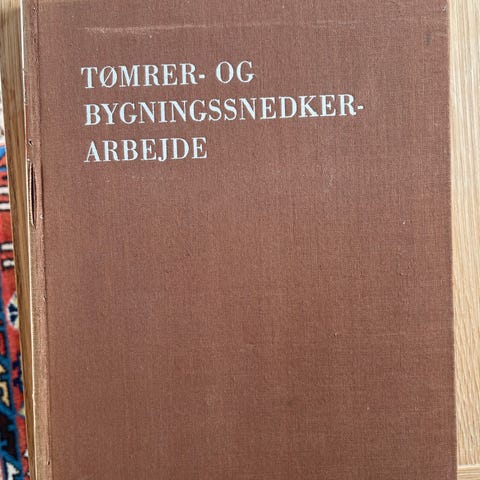 TØMRER- OG
BYGNINGSSNEDKER-
ARBEJDE